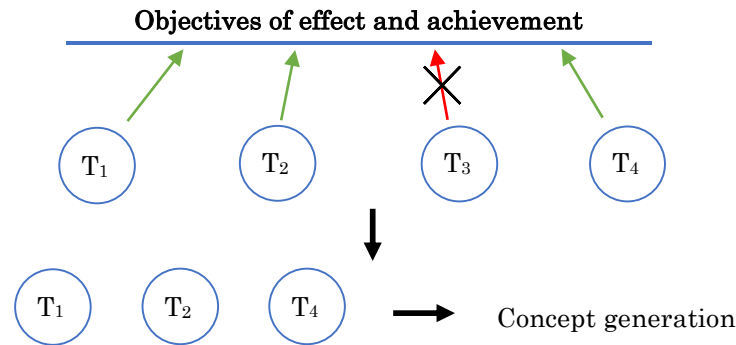 Objectives of effect and achievement
T₁ T₂ T₃ T₄
T₁ T₂ T₄
Concept generation